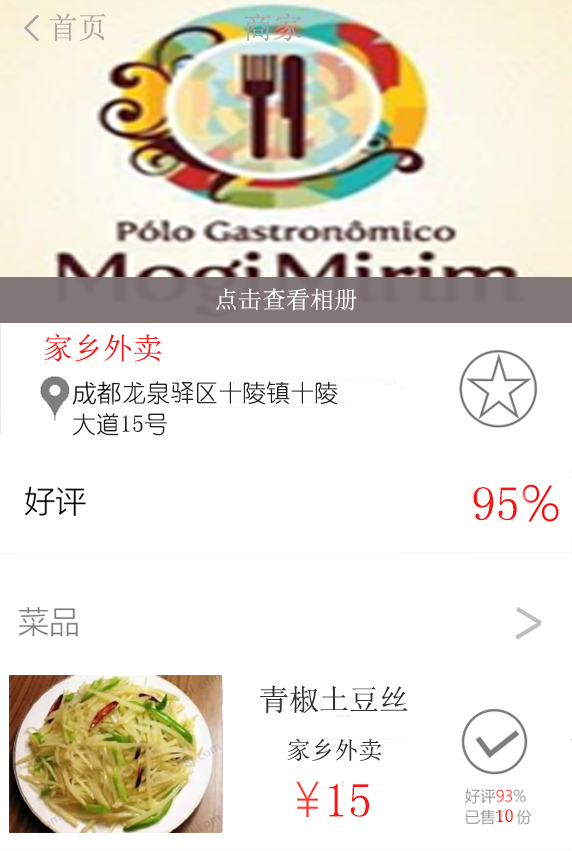 首页
商家
Pólo Gastronômico
Mogi Mirim
点击查看相册
家乡外卖
成都龙泉驿区十陵镇十陵
大道15号
好评
95%
菜品
青椒土豆丝
家乡外卖
￥15
好评93%
已售10份